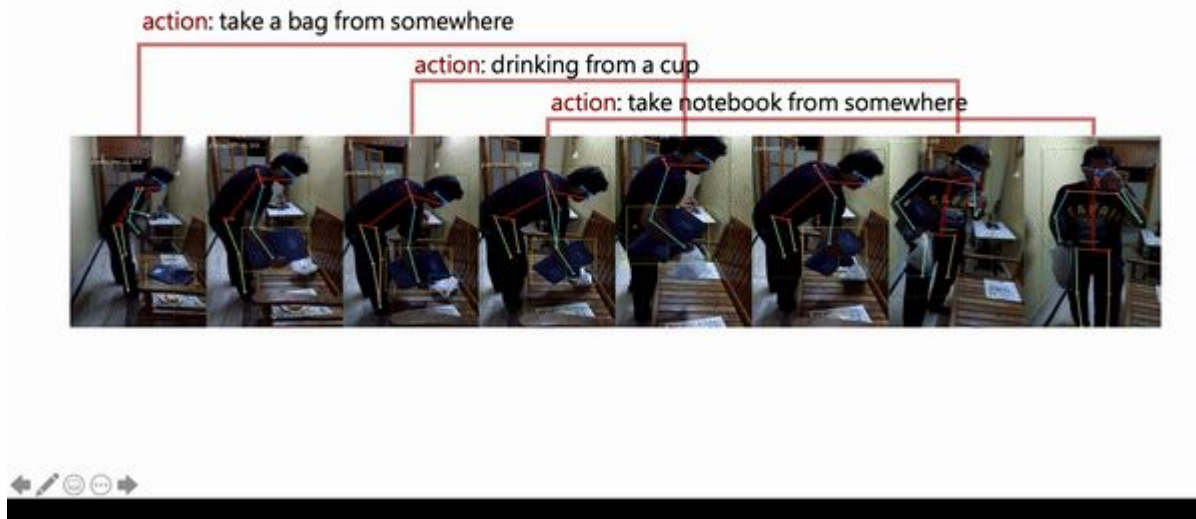 action: take a bag from somewhere
action: drinking from a cup
action: take notebook from somewhere